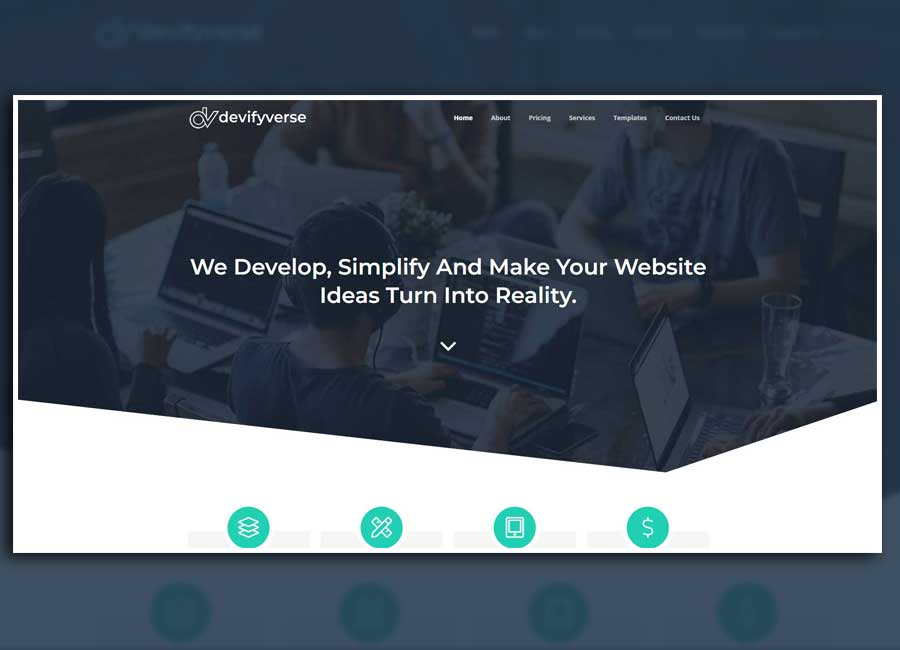 devifyverse
Home About Pricing Services Templates Contact Us
We Develop, Simplify And Make Your Website
Ideas Turn Into Reality.
$